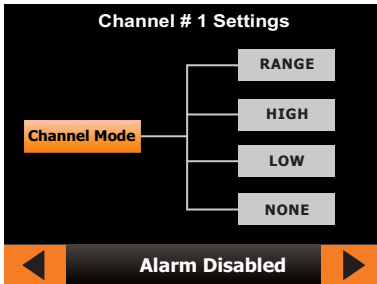 Channel # 1 Settings
RANGE
HIGH
Channel Mode
LOW
NONE
Alarm Disabled